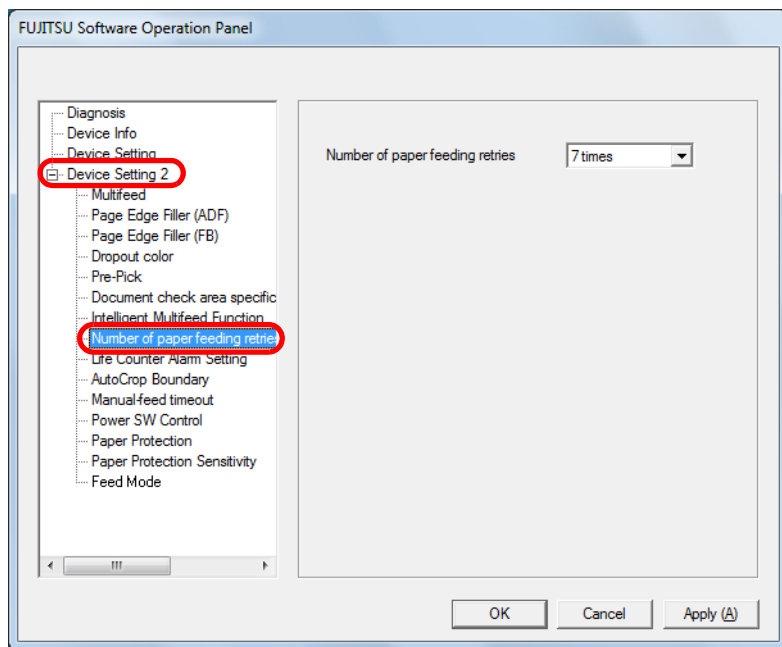 FUJITSU Software Operation Panel
Diagnosis
Device Info
Device Setting
Device Setting 2
Multifeed
Page Edge Filler (ADF)
Page Edge Filler (FB)
Dropout color
Pre-Pick
Document check area specific
Intelligent Multifeed Function
Number of paper feeding retries
Life Counter Alarm Setting
AutoCrop Boundary
Manual-feed timeout
Power SW Control
Paper Protection
Paper Protection Sensitivity
Feed Mode
Number of paper feeding retries
7 times
OK
Cancel
Apply (A)